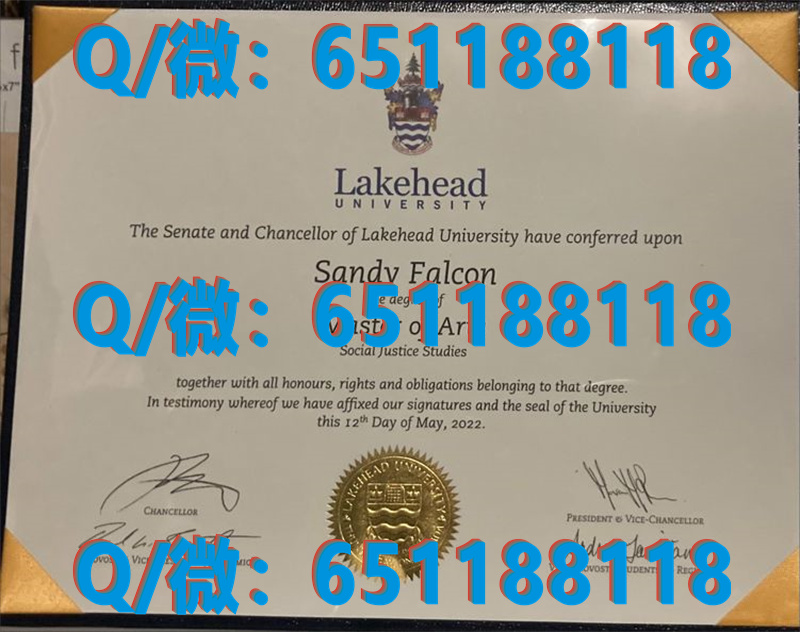 f
x7"
Q/微：651188118
Lakehead
UNIVERSITY
The Senate and Chancellor of Lakehead University have conferred upon
Sandy Falcon
Q/微：651188118
Social Justice Studies
together with all honours, rights and obligations belonging to that degree.
In testimony whereof we have affixed our signatures and the seal of the University
this 12th Day of May, 2022.
LAKEHEAD UNIVERSITY
CHANCELLOR
PRESIDENT & VICE-CHANCELLOR
Q/微：651188118